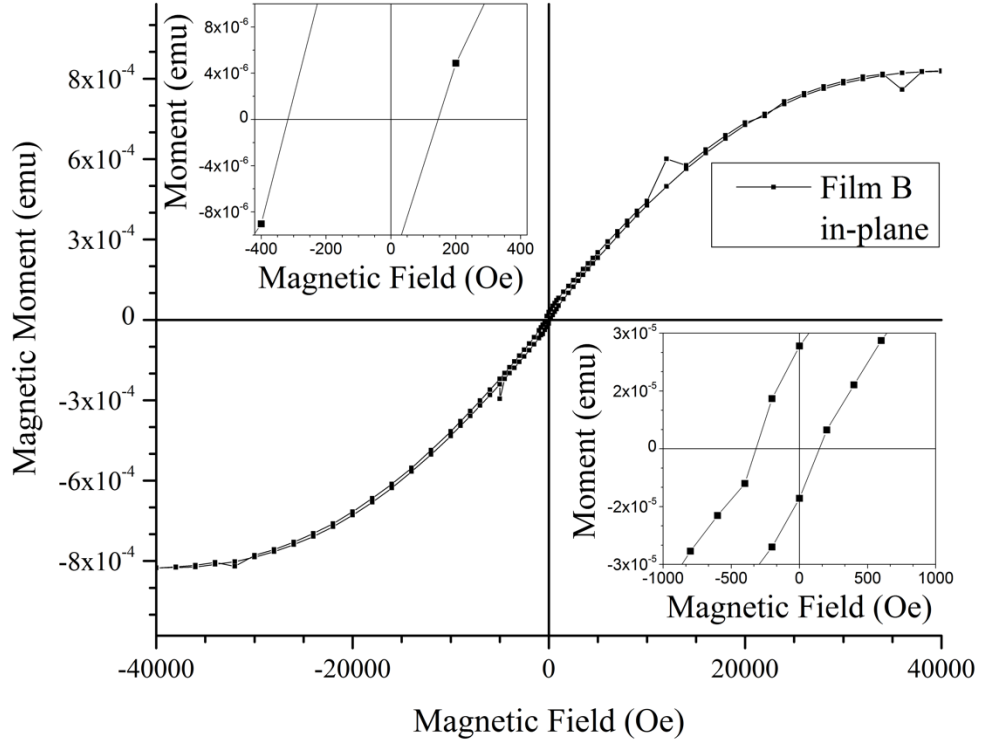 8x10⁻⁶
4x10⁻⁶
0
-4x10⁻⁶
-8x10⁻⁶
Moment (emu)
-400 -200 0 200 400
Magnetic Field (Oe)
8x10⁻⁴
6x10⁻⁴
3x10⁻⁴
0
-3x10⁻⁴
-6x10⁻⁴
-8x10⁻⁴
Magnetic Moment (emu)
Film B
in-plane
3x10⁻⁵
2x10⁻⁵
0
-2x10⁻⁵
-3x10⁻⁵
Moment (emu)
-1000 -500 0 500 1000
Magnetic Field (Oe)
-40000 -20000 0 20000 40000
Magnetic Field (Oe)